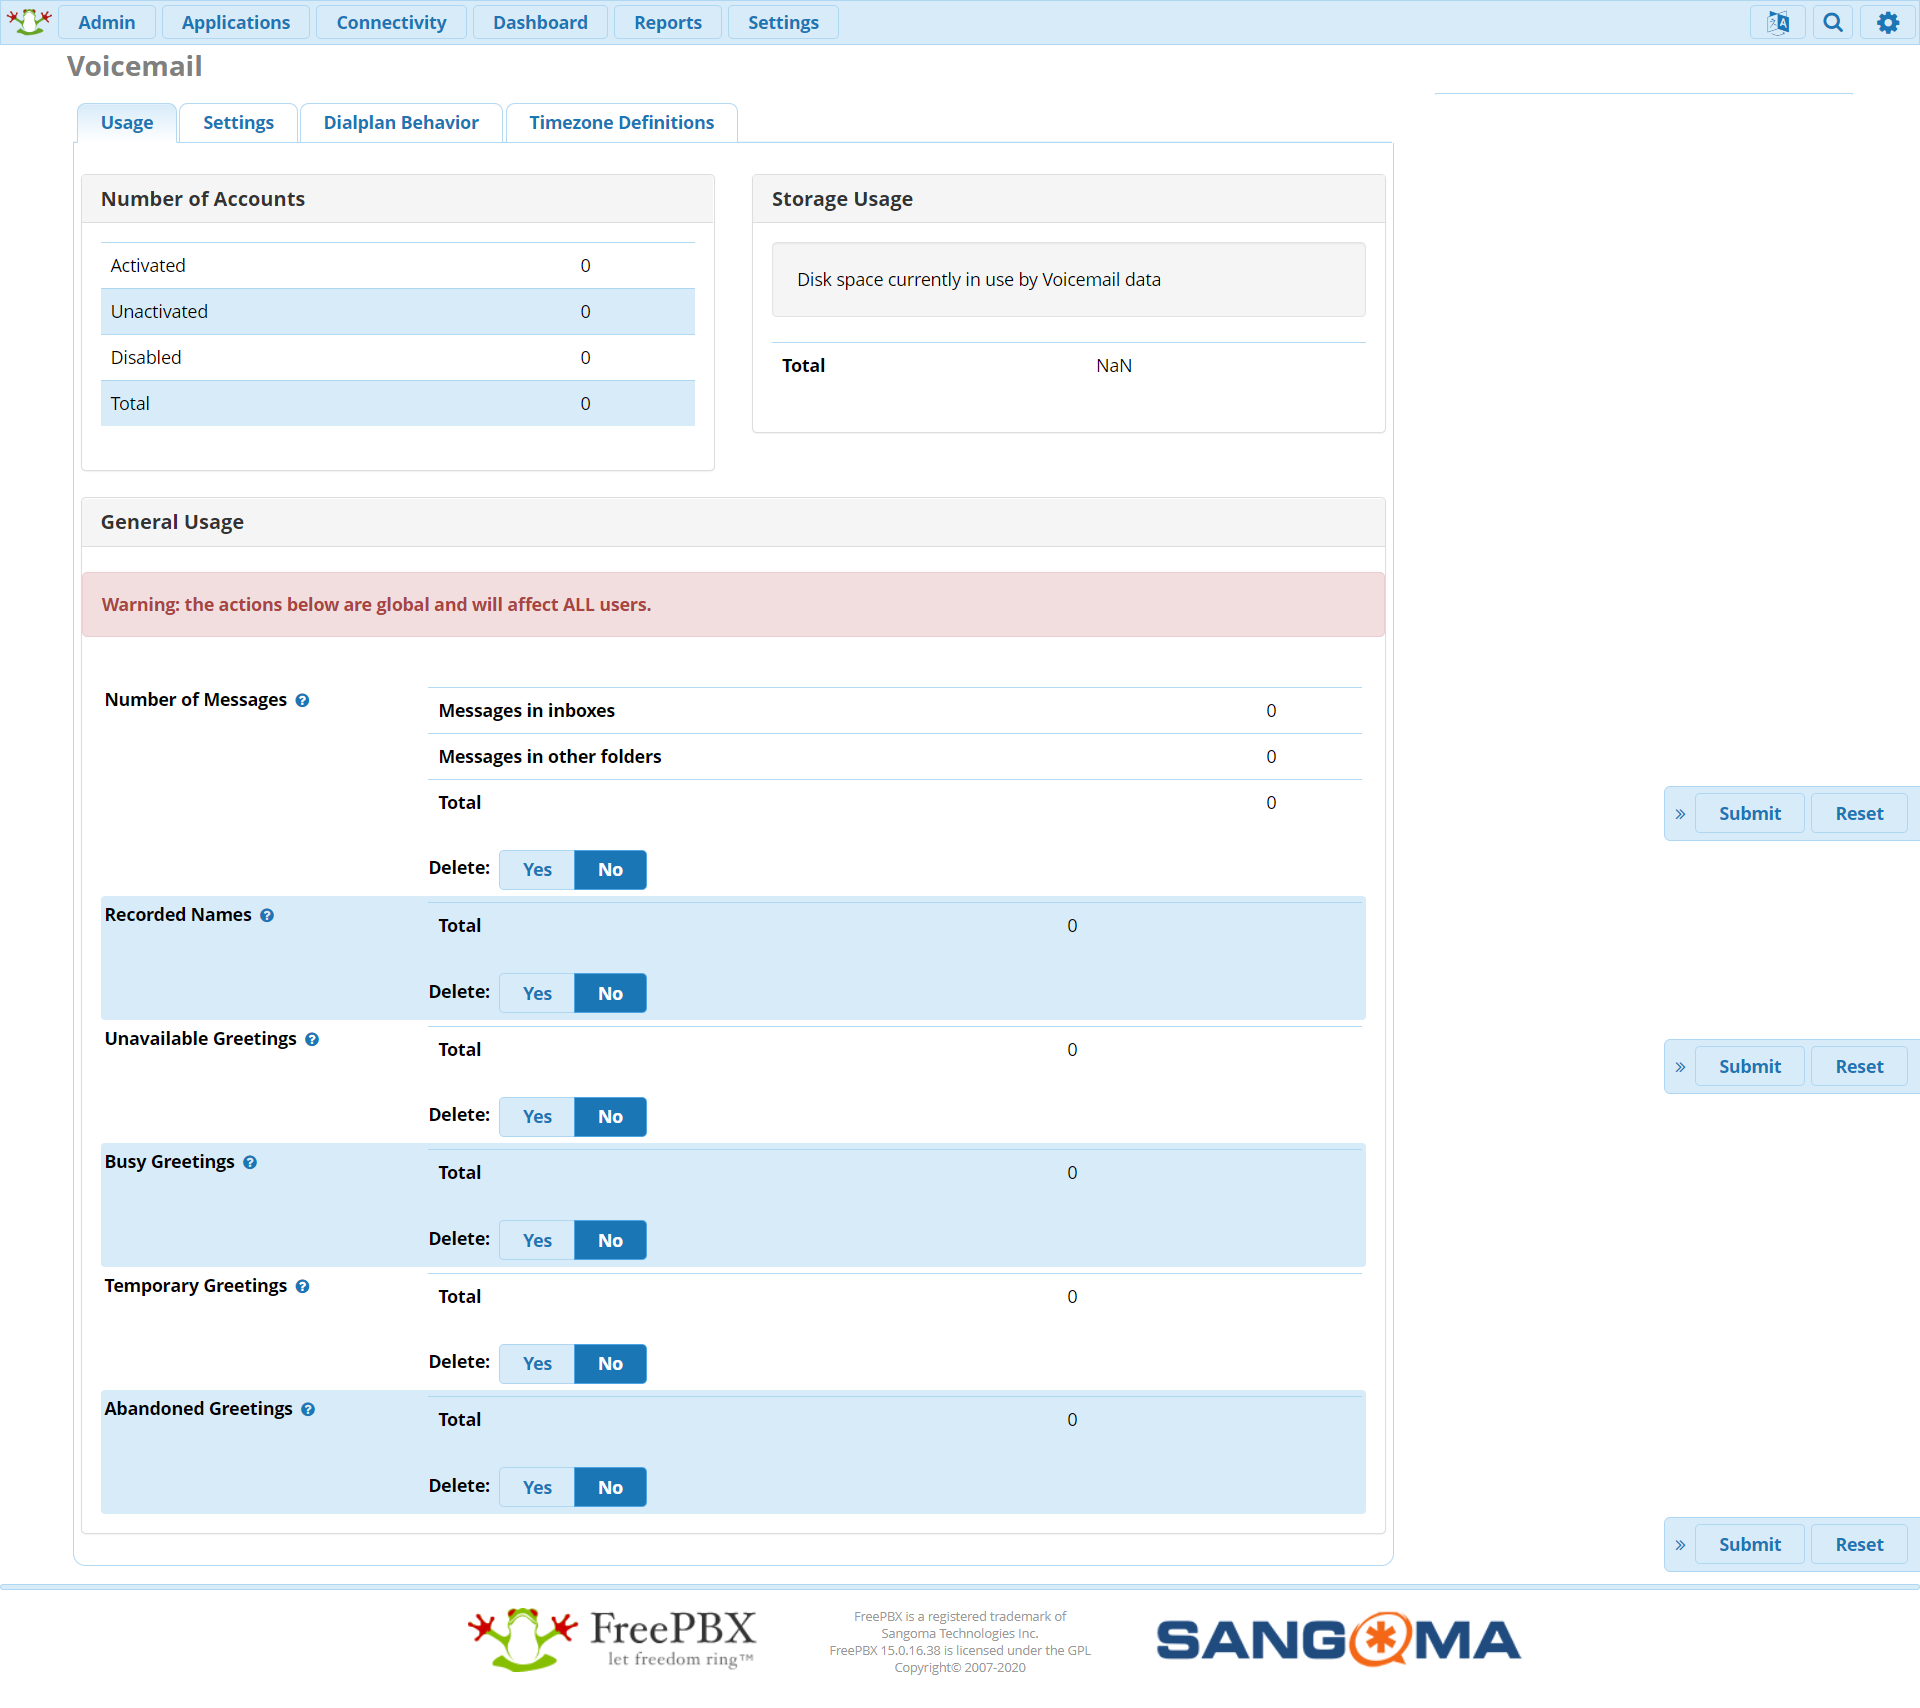 Admin
Applications
Connectivity
Dashboard
Reports
Settings
Voicemail
Usage
Settings
Dialplan Behavior
Timezone Definitions
Number of Accounts
Activated 0
Unactivated 0
Disabled 0
Total 0
Storage Usage
Disk space currently in use by Voicemail data
Total NaN
General Usage
Warning: the actions below are global and will affect ALL users.
Number of Messages
Messages in inboxes 0
Messages in other folders 0
Total 0
Delete: Yes No
Recorded Names
Total 0
Delete: Yes No
Unavailable Greetings
Total 0
Delete: Yes No
Busy Greetings
Total 0
Delete: Yes No
Temporary Greetings
Total 0
Delete: Yes No
Abandoned Greetings
Total 0
Delete: Yes No
» Submit Reset
» Submit Reset
» Submit Reset
FreePBX
let freedom ring™
FreePBX is a registered trademark of
Sangoma Technologies Inc.
FreePBX 15.0.16.38 is licensed under the GPL
Copyright© 2007-2020
SANGOMA